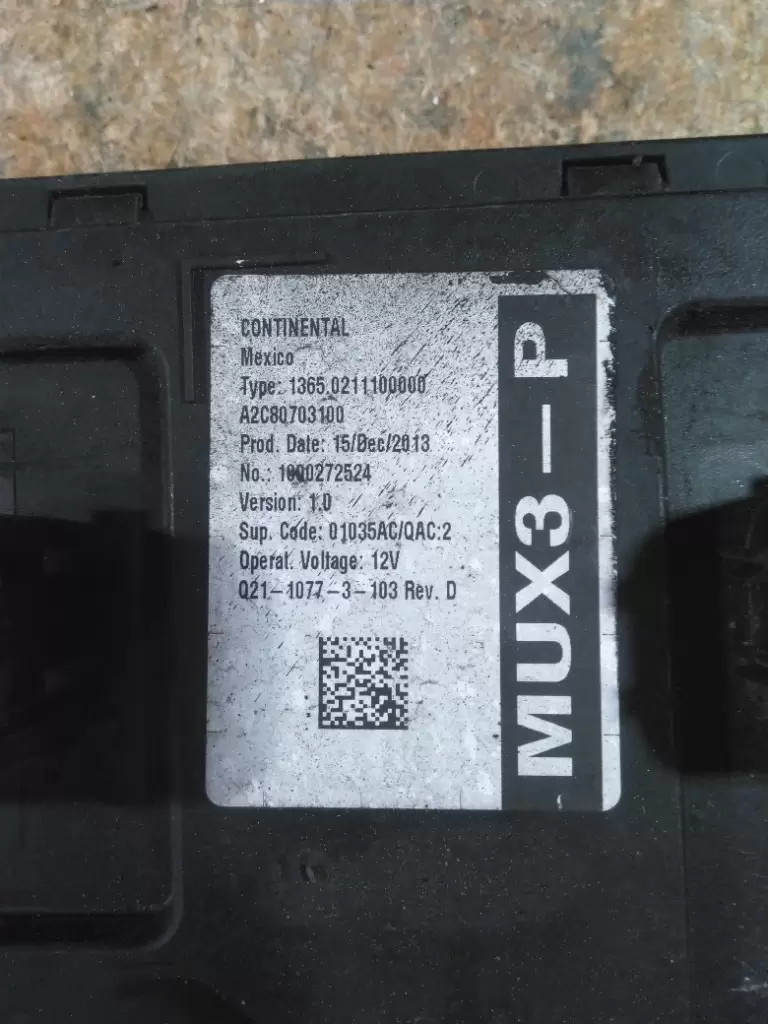 CONTINENTAL
Mexico
Type: 1365.0211100000
A2C80703100
Prod. Date: 15/Dec/2013
No.: 1000272524
Version: 1.0
Sup. Code: 01035AC/QAC:2
Operat. Voltage: 12V
Q21-1077-3-103 Rev. D
MUX3-P